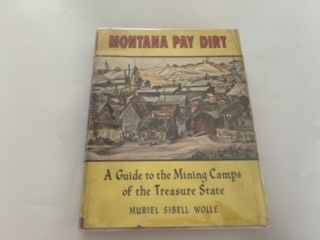 MONTANA PAY DIRT
A Guide to the Mining Camps
of the Treasure State
MURIEL SIBELL WOLLE